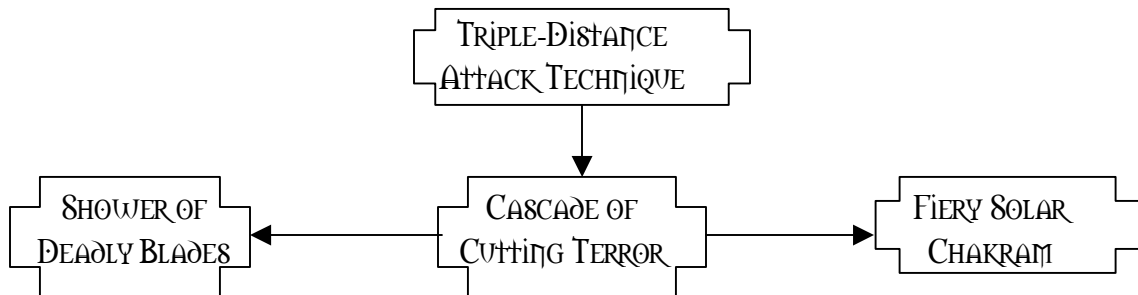 Triple-Distance
Attack Technique
Shower of
Deadly Blades
Cascade of
Cutting Terror
Fiery Solar
Chakram